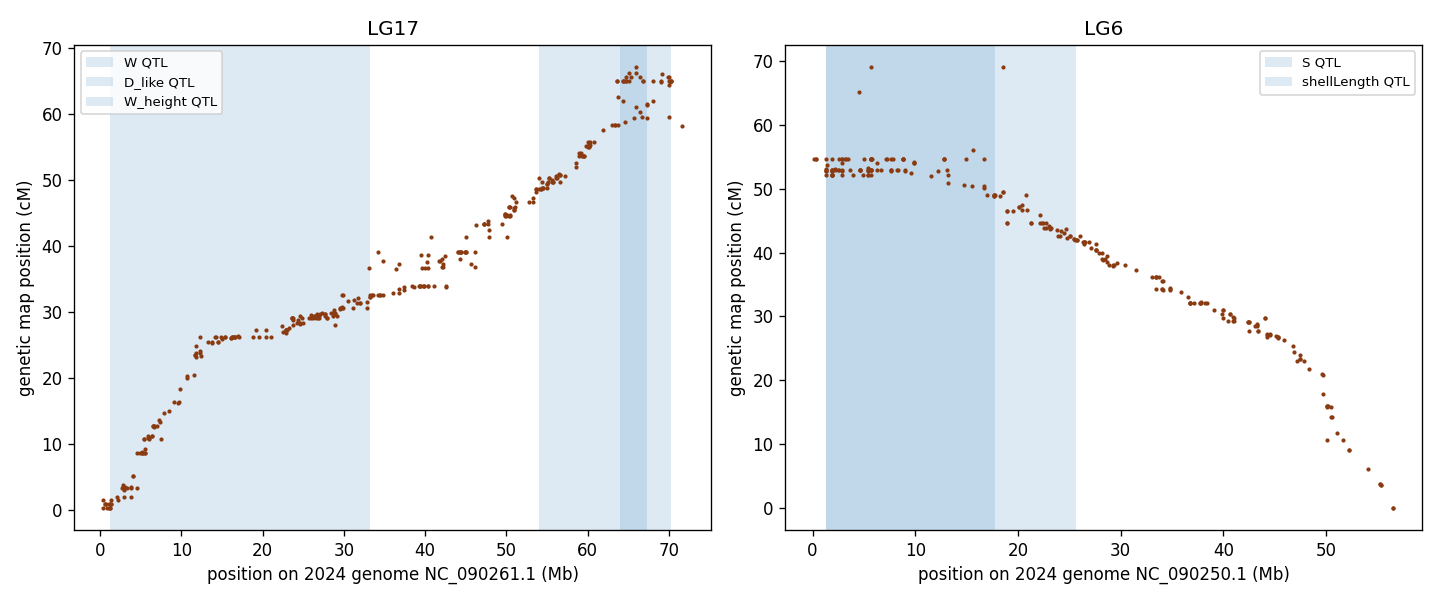 LG17
W QTL
D_like QTL
W_height QTL
genetic map position (cM)
70
60
50
40
30
20
10
0
0 10 20 30 40 50 60 70
position on 2024 genome NC_090261.1 (Mb)
LG6
S QTL
shellLength QTL
genetic map position (cM)
70
60
50
40
30
20
10
0
0 10 20 30 40 50
position on 2024 genome NC_090250.1 (Mb)